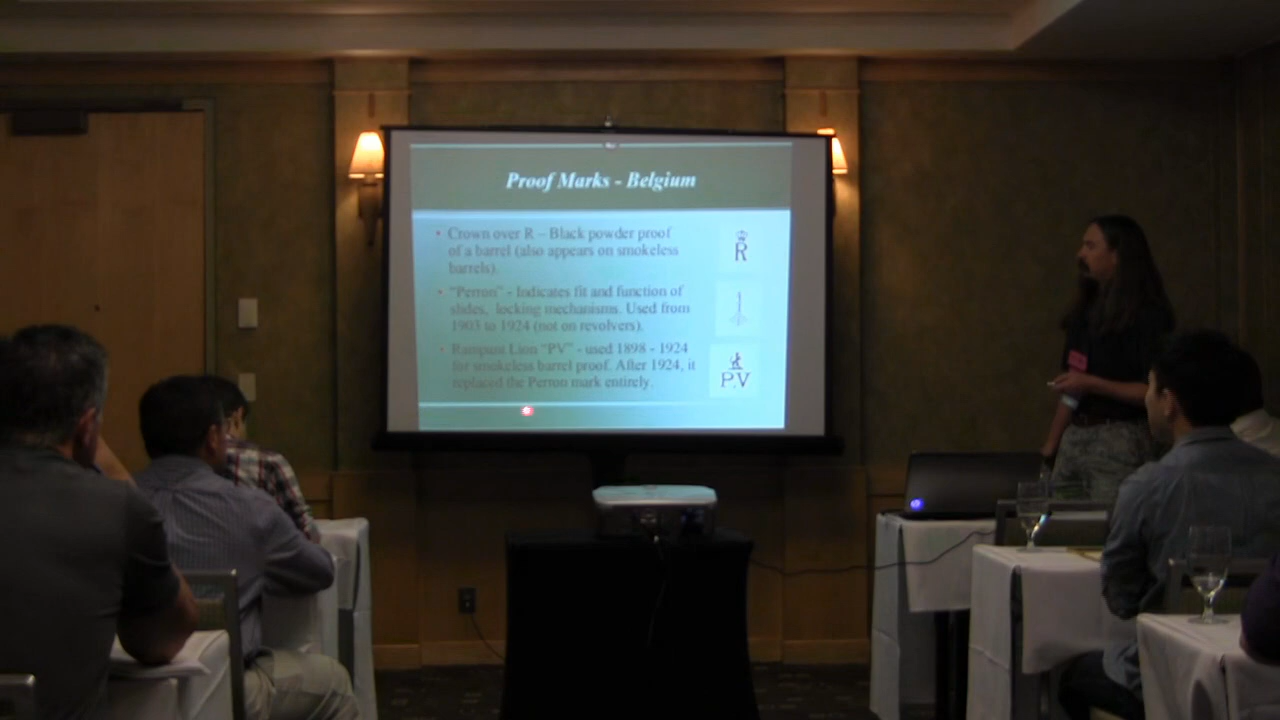 Proof Marks - Belgium
• Crown over R – Black powder proof
of a barrel (also appears on smokeless
barrels).
R
• "Perron" - Indicates fit and function of
slides, locking mechanisms. Used from
1903 to 1924 (not on revolvers).
• Rampant Lion "PV" - used 1898 - 1924
for smokeless barrel proof. After 1924, it
replaced the Perron mark entirely.
P.V